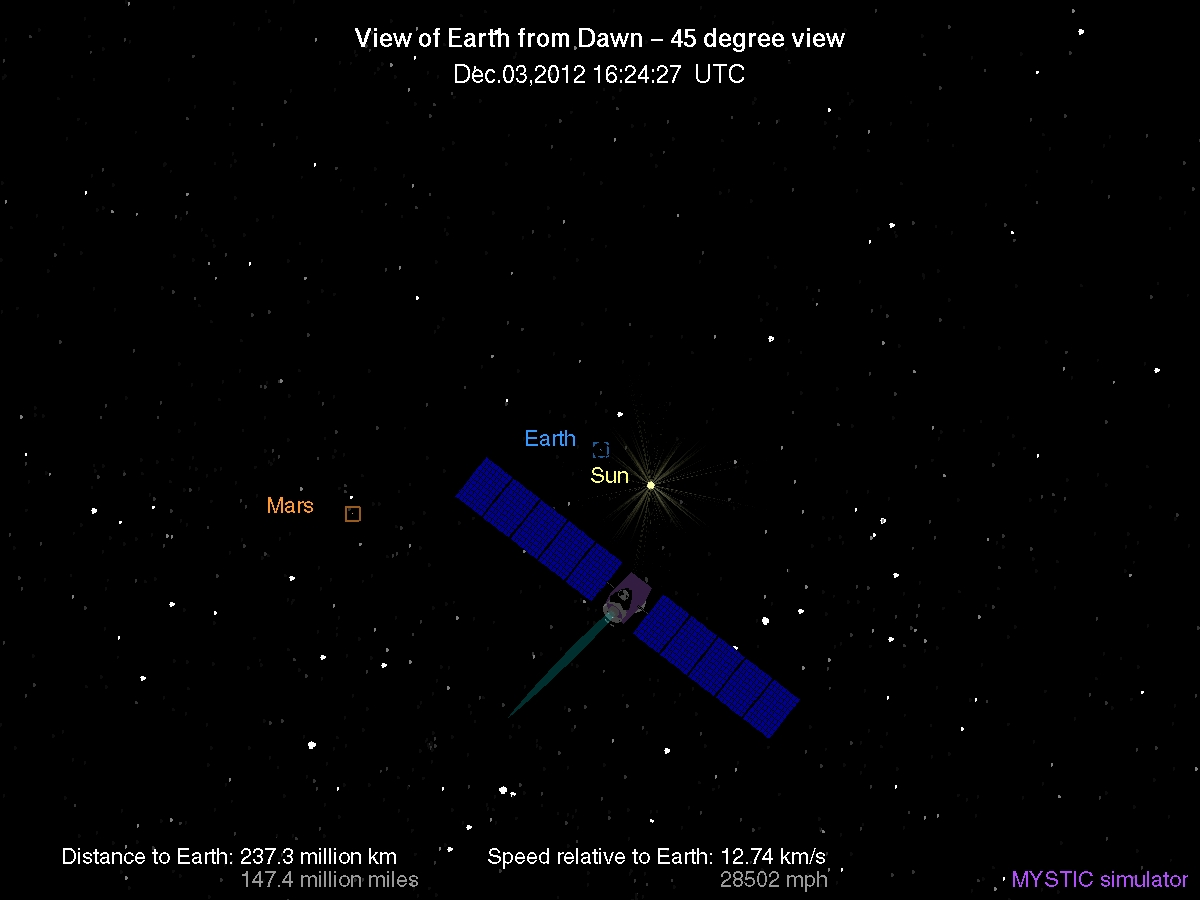 View of Earth from Dawn – 45 degree view
Dec.03,2012 16:24:27 UTC
Earth
Sun
Mars
Distance to Earth: 237.3 million km
147.4 million miles
Speed relative to Earth: 12.74 km/s
28502 mph
MYSTIC simulator